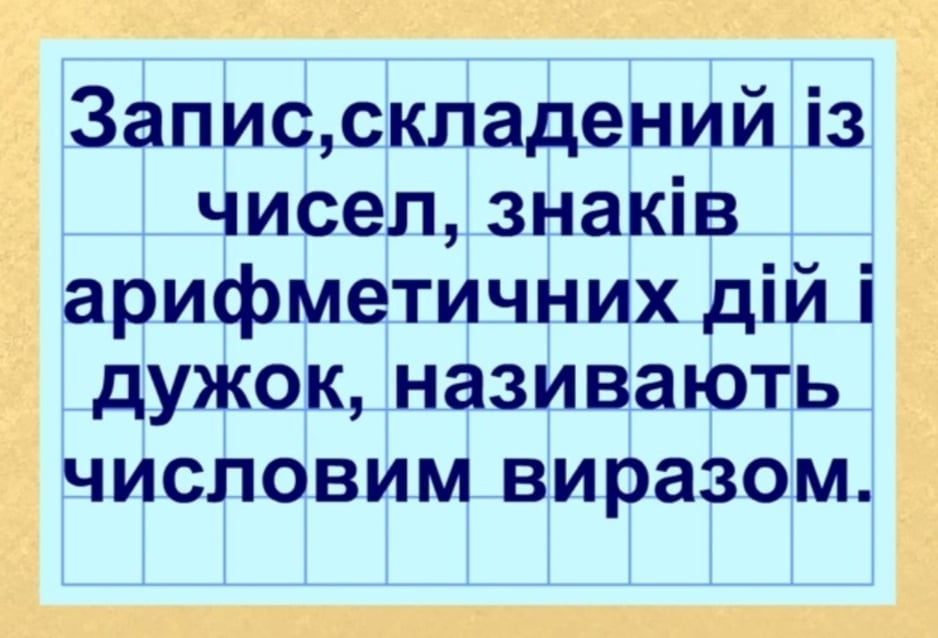 Запис,складений із
чисел, знаків
арифметичних дій і
дужок, називають
числовим виразом.